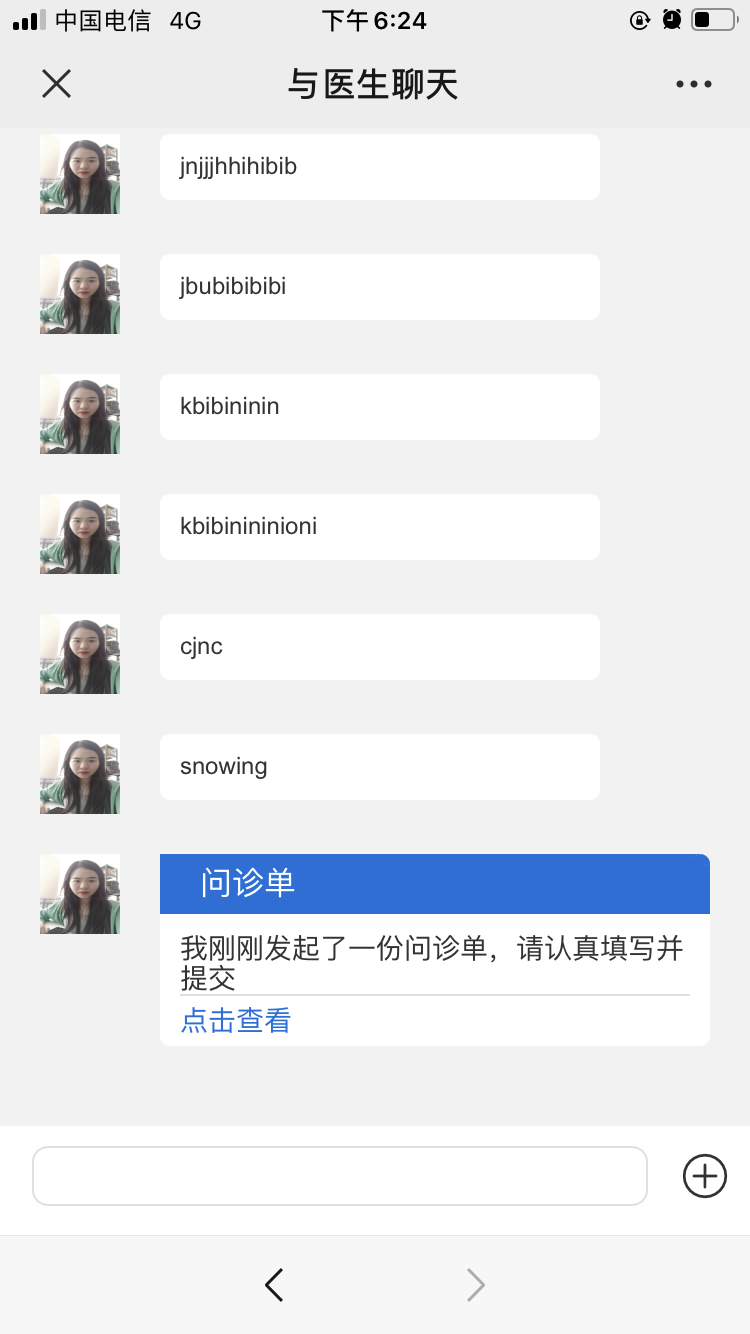 中国电信 4G 下午6:24
与医生聊天
jnjjjhhihibib
jbubibibibi
kbibininin
kbibinininioni
cjnc
snowing
问诊单
我刚刚发起了一份问诊单，请认真填写并
提交
点击查看